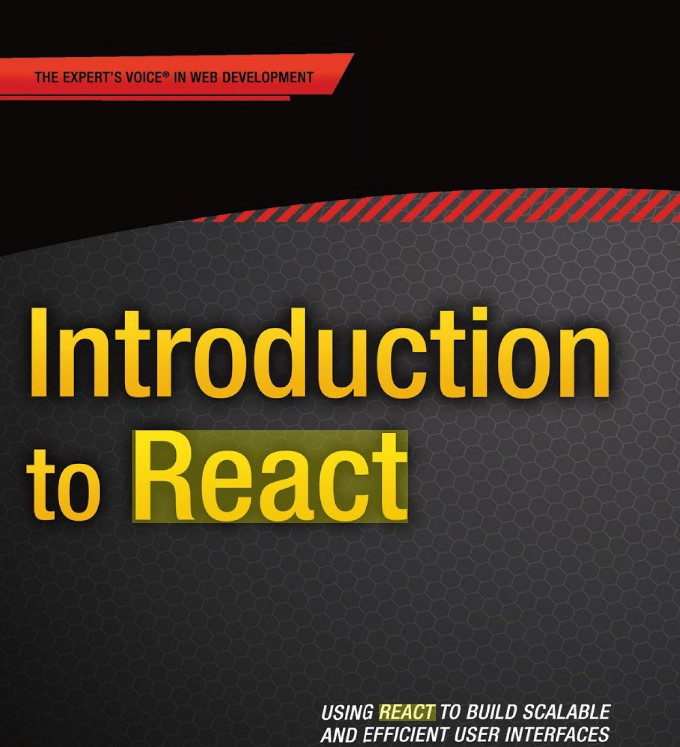 THE EXPERT'S VOICE® IN WEB DEVELOPMENT
Introduction
to React
USING REACT TO BUILD SCALABLE
AND EFFICIENT USER INTERFACES